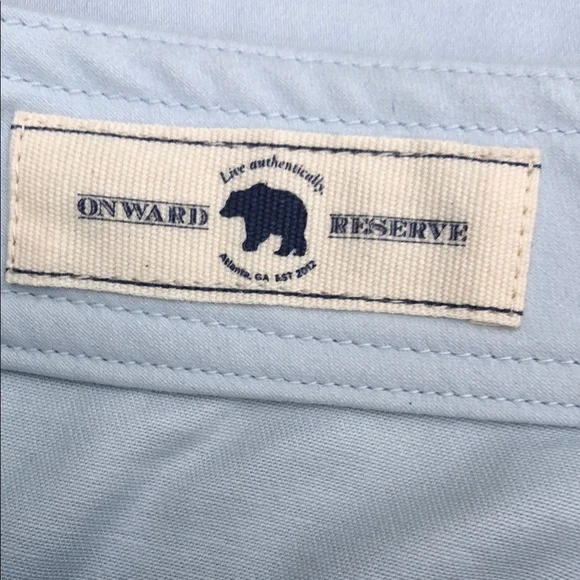 Live authentically.
ONWARD RESERVE
Atlanta, GA EST 2012